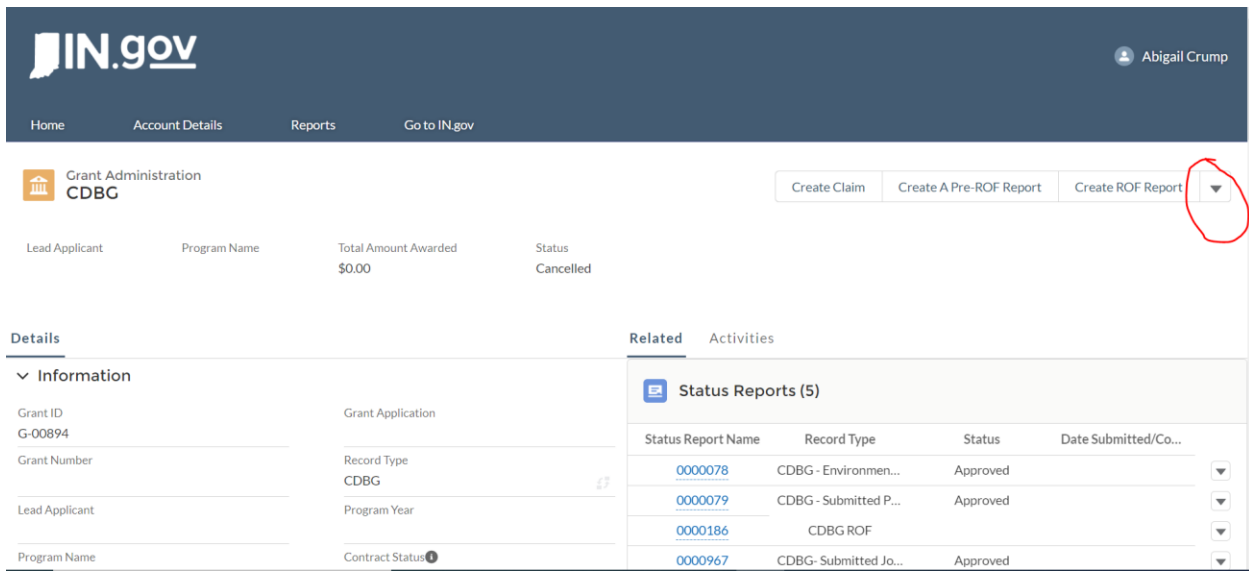 IN.gov
Abigail Crump
Home Account Details Reports Go to IN.gov
Grant Administration
CDBG
Create Claim Create A Pre-ROF Report Create ROF Report
Lead Applicant Program Name Total Amount Awarded Status
$0.00 Cancelled
Details
Related Activities
Information
Status Reports (5)
Grant ID Grant Application
G-00894
Status Report Name Record Type Status Date Submitted/Co...
Grant Number Record Type
CDBG
0000078 CDBG - Environmen... Approved
Lead Applicant Program Year
0000079 CDBG - Submitted P... Approved
0000186 CDBG ROF
Program Name Contract Status
0000967 CDBG- Submitted Jo... Approved